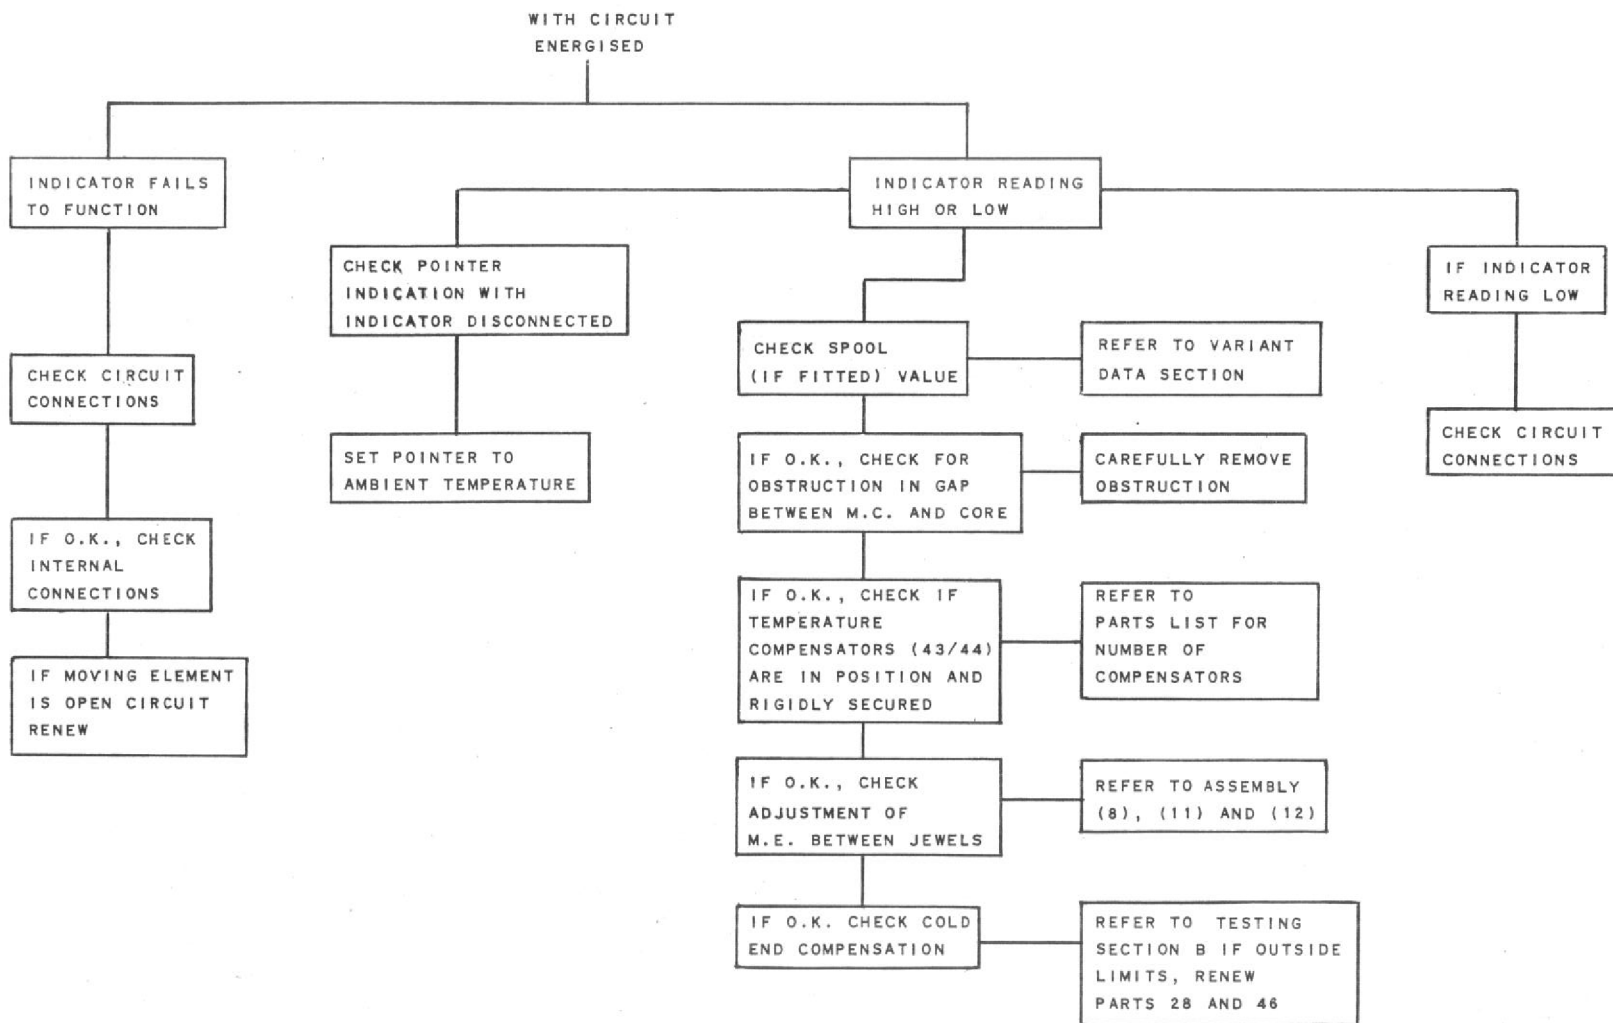 WITH CIRCUIT
ENERGISED
INDICATOR FAILS
TO FUNCTION
CHECK CIRCUIT
CONNECTIONS
IF O.K., CHECK
INTERNAL
CONNECTIONS
IF MOVING ELEMENT
IS OPEN CIRCUIT
RENEW
INDICATOR READING
HIGH OR LOW
CHECK POINTER
INDICATION WITH
INDICATOR DISCONNECTED
SET POINTER TO
AMBIENT TEMPERATURE
CHECK SPOOL
(IF FITTED) VALUE
REFER TO VARIANT
DATA SECTION
IF O.K., CHECK FOR
OBSTRUCTION IN GAP
BETWEEN M.C. AND CORE
CAREFULLY REMOVE
OBSTRUCTION
IF O.K., CHECK IF
TEMPERATURE
COMPENSATORS (43/44)
ARE IN POSITION AND
RIGIDLY SECURED
REFER TO
PARTS LIST FOR
NUMBER OF
COMPENSATORS
IF O.K., CHECK
ADJUSTMENT OF
M.E. BETWEEN JEWELS
REFER TO ASSEMBLY
(8), (11) AND (12)
IF O.K. CHECK COLD
END COMPENSATION
REFER TO TESTING
SECTION B IF OUTSIDE
LIMITS, RENEW
PARTS 28 AND 46
IF INDICATOR
READING LOW
CHECK CIRCUIT
CONNECTIONS